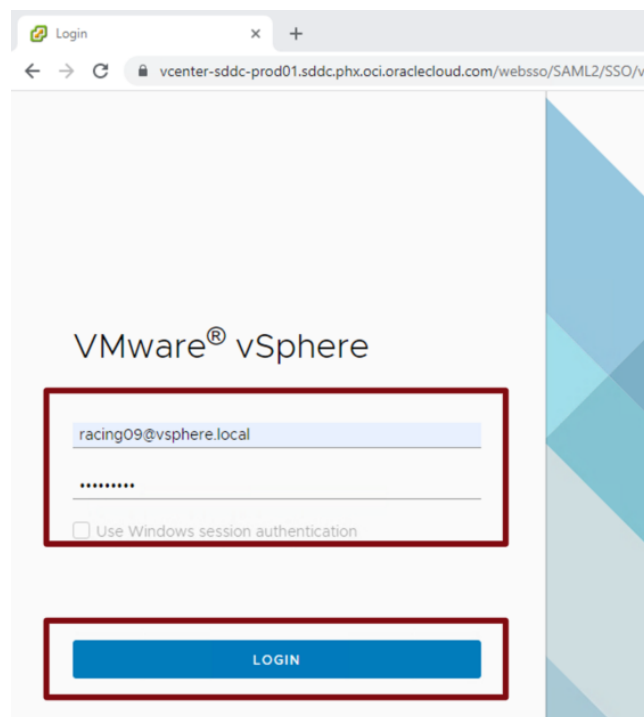 Login
vcenter-sddc-prod01.sddc.phx.oci.oraclecloud.com/websso/SAML2/SSO/v
VMware® vSphere
racing09@vsphere.local
•••••••••
Use Windows session authentication
LOGIN